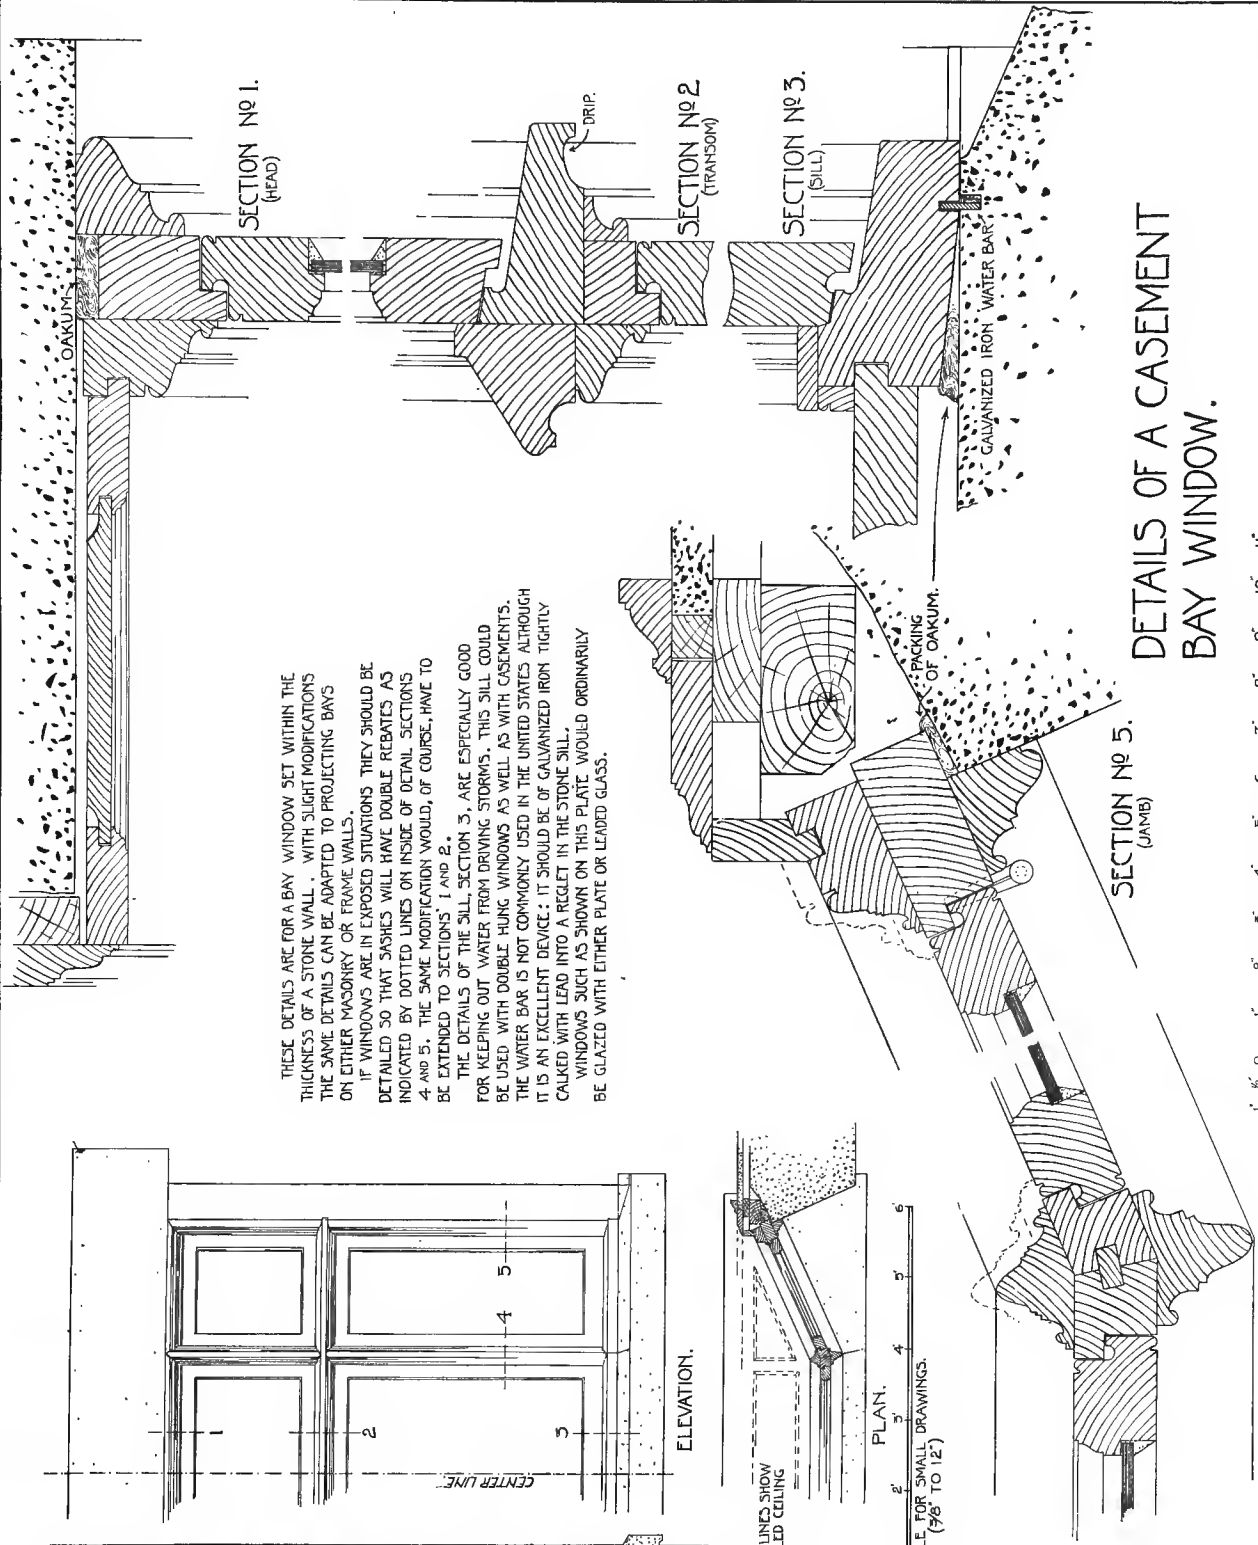 OAKUM
SECTION Nº 1.
(HEAD)
DRIP.
SECTION Nº 2
(TRANSOM)
SECTION Nº 3.
(SILL)
GALVANIZED IRON WATER BAR
THESE DETAILS ARE FOR A BAY WINDOW SET WITHIN THE
THICKNESS OF A STONE WALL. WITH SLIGHT MODIFICATIONS
THE SAME DETAILS CAN BE ADAPTED TO PROJECTING BAYS
ON EITHER MASONRY OR FRAME WALLS.
IF WINDOWS ARE IN EXPOSED SITUATIONS THEY SHOULD BE
DETAILED SO THAT SASHES WILL HAVE DOUBLE REBATES AS
INDICATED BY DOTTED LINES ON INSIDE OF DETAIL SECTIONS
4 AND 5. THE SAME MODIFICATION WOULD, OF COURSE, HAVE TO
BE EXTENDED TO SECTIONS 1 AND 2.
THE DETAILS OF THE SILL, SECTION 3, ARE ESPECIALLY GOOD
FOR KEEPING OUT WATER FROM DRIVING STORMS. THIS SILL COULD
BE USED WITH DOUBLE HUNG WINDOWS AS WELL AS WITH CASEMENTS.
THE WATER BAR IS NOT COMMONLY USED IN THE UNITED STATES ALTHOUGH
IT IS AN EXCELLENT DEVICE: IT SHOULD BE OF GALVANIZED IRON TIGHTLY
CALKED WITH LEAD INTO A REGLET IN THE STONE SILL.
WINDOWS SUCH AS SHOWN ON THIS PLATE WOULD ORDINARILY
BE GLAZED WITH EITHER PLATE OR LEADED GLASS.
PACKING
OF OAKUM.
DETAILS OF A CASEMENT
BAY WINDOW.
SECTION Nº 5.
(JAMB)
1
2
3
4
5
CENTER LINE
ELEVATION.
LINES SHOW
CEILING
PLAN.
2' 3' 4' 5' 6'
FOR SMALL DRAWINGS.
(3/8" TO 12")